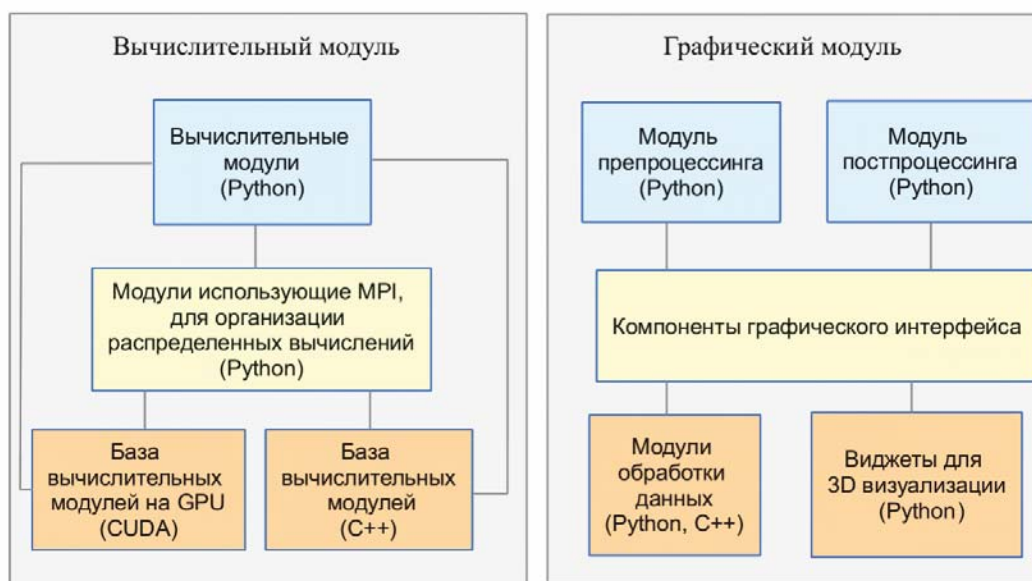 Вычислительный модуль
Вычислительные
модули
(Python)
Модули использующие MPI,
для организации
распределенных вычислений
(Python)
База
вычислительных
модулей на GPU
(CUDA)
База
вычислительных
модулей
(C++)
Графический модуль
Модуль
препроцессинга
(Python)
Модуль
постпроцессинга
(Python)
Компоненты графического интерфейса
Модули
обработки
данных
(Python, C++)
Виджеты для
3D визуализации
(Python)